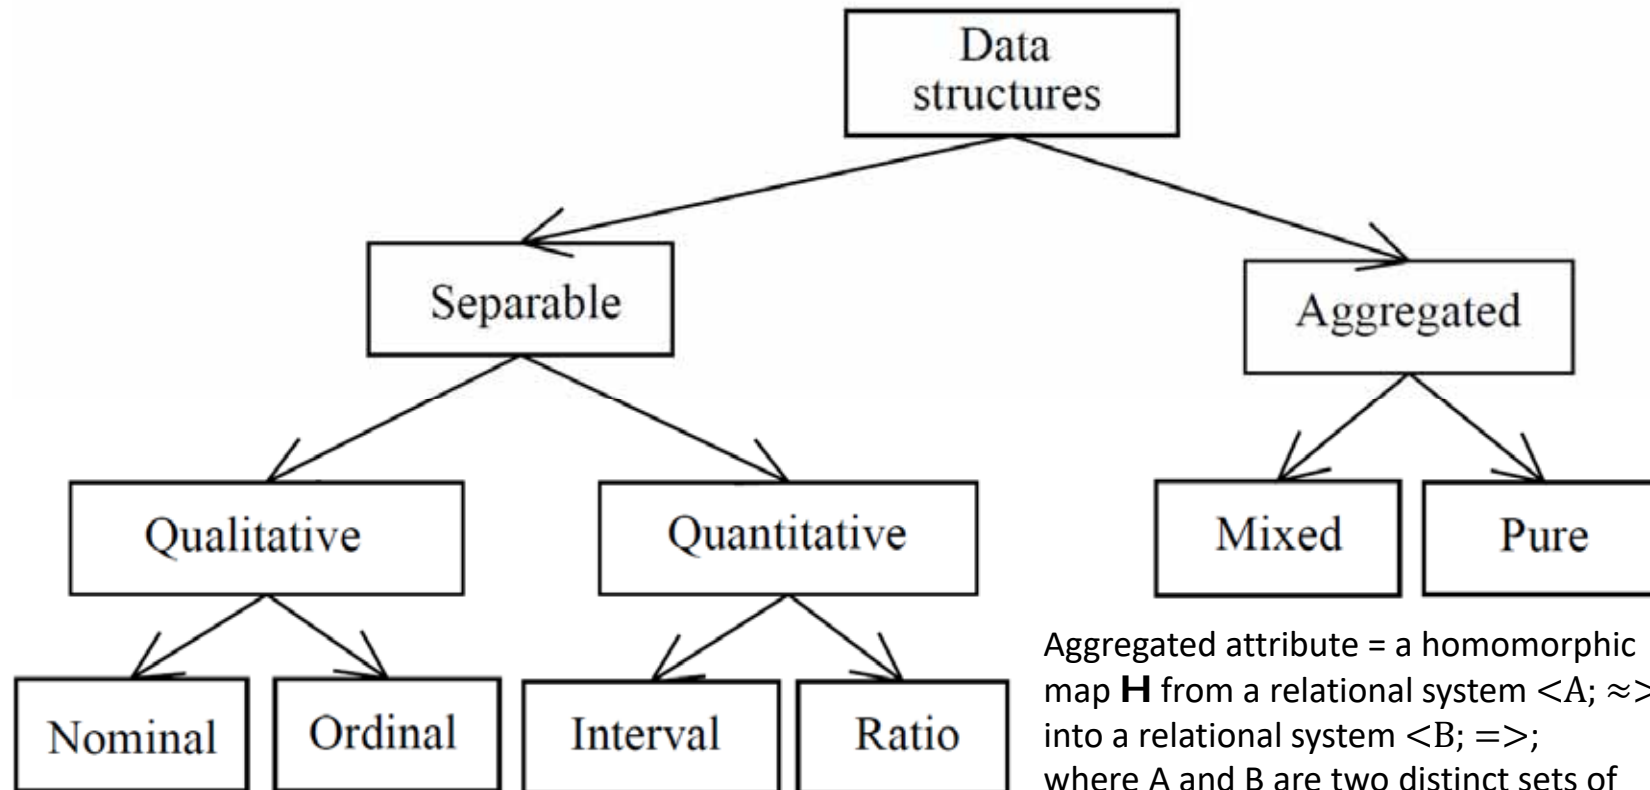 Data
structures
Separable
Aggregated
Qualitative
Quantitative
Mixed
Pure
Nominal
Ordinal
Interval
Ratio
Aggregated attribute = a homomorphic
map H from a relational system <A; ≈>
into a relational system <B; =>;
where A and B are two distinct sets of